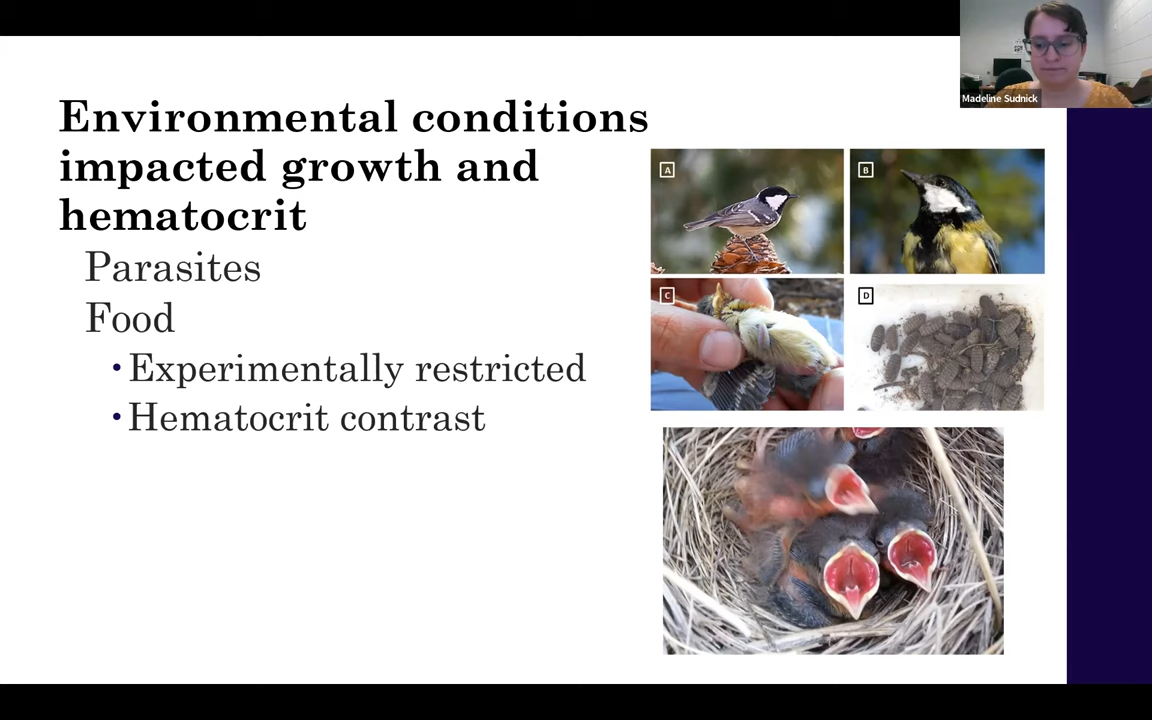 Madeline Sudnick
Environmental conditions
impacted growth and
hematocrit
Parasites
Food
• Experimentally restricted
• Hematocrit contrast
A
B
C
D